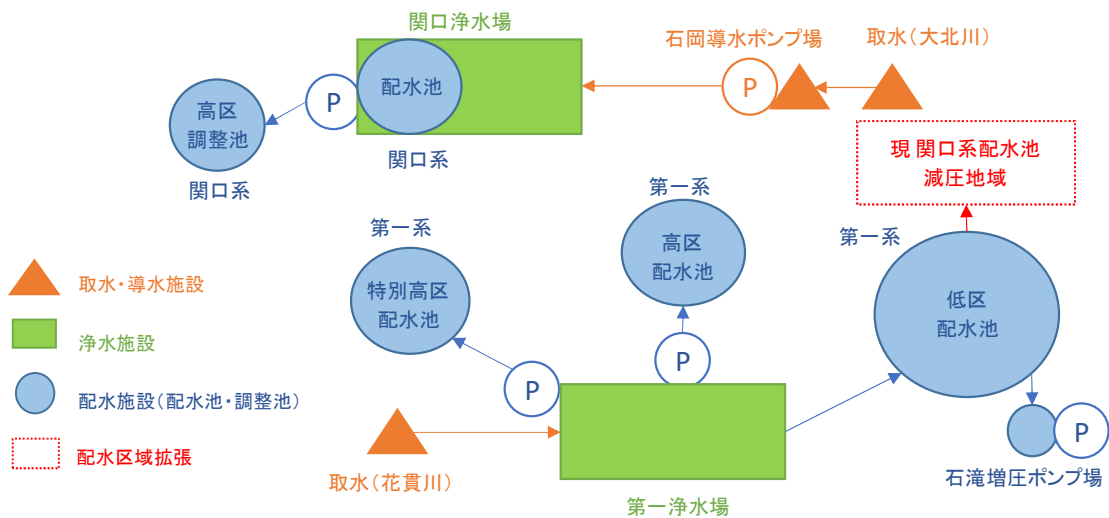 関口浄水場
石岡導水ポンプ場
取水（大北川）
P
配水池
P
高区
調整池
関口系
関口系
現 関口系配水池
減圧地域
第一系
第一系
第一系
高区
配水池
特別高区
配水池
低区
配水池
P
P
P
取水・導水施設
浄水施設
配水施設（配水池・調整池）
配水区域拡張
取水（花貫川）
第一浄水場
石滝増圧ポンプ場